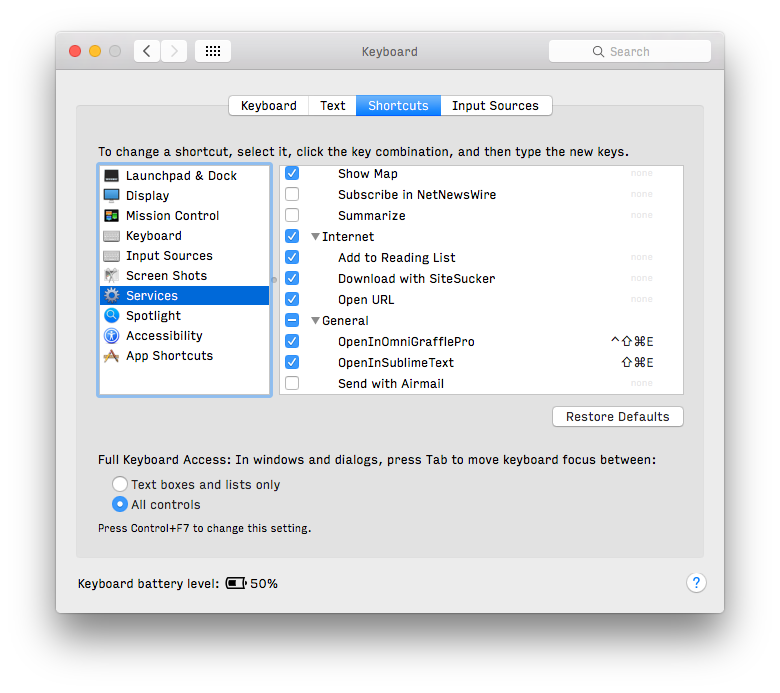 Keyboard
Search
Keyboard Text Shortcuts Input Sources
To change a shortcut, select it, click the key combination, and then type the new keys.
Launchpad & Dock
Display
Mission Control
Keyboard
Input Sources
Screen Shots
Services
Spotlight
Accessibility
App Shortcuts
Show Map none
Subscribe in NetNewsWire none
Summarize none
Internet
Add to Reading List none
Download with SiteSucker none
Open URL none
General
OpenInOmniGrafflePro ^⇧⌘E
OpenInSublimeText ⇧⌘E
Send with Airmail none
Restore Defaults
Full Keyboard Access: In windows and dialogs, press Tab to move keyboard focus between:
Text boxes and lists only
All controls
Press Control+F7 to change this setting.
Keyboard battery level: 50%
?